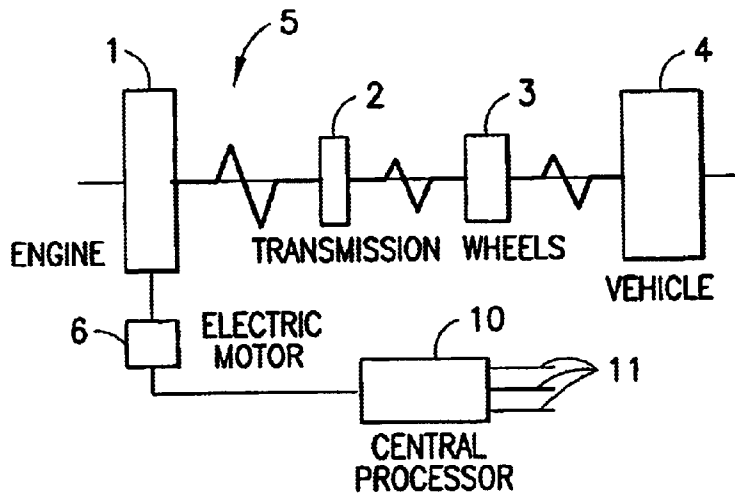 5
1
2
3
4
ENGINE
TRANSMISSION
WHEELS
VEHICLE
6
ELECTRIC
MOTOR
10
11
CENTRAL
PROCESSOR